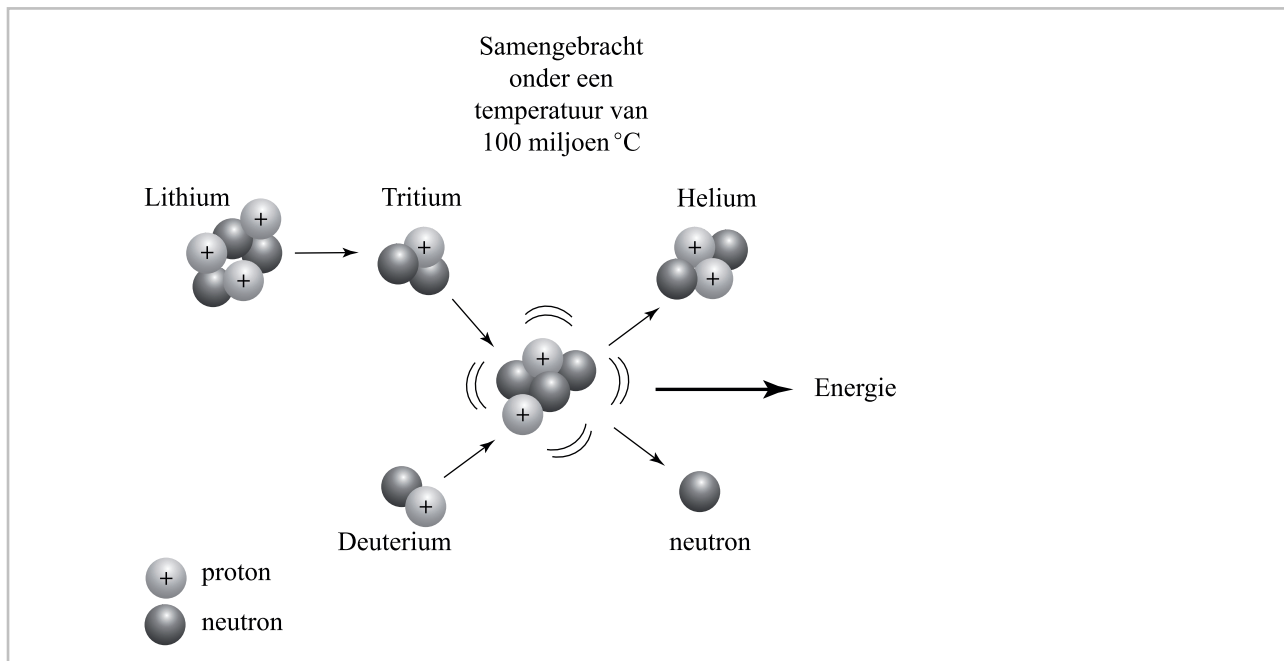 Samengebracht
onder een
temperatuur van
100 miljoen °C
Lithium
Tritium
Helium
+
+
+
+
+
+
+
+
Energie
+
Deuterium
neutron
+ proton
neutron